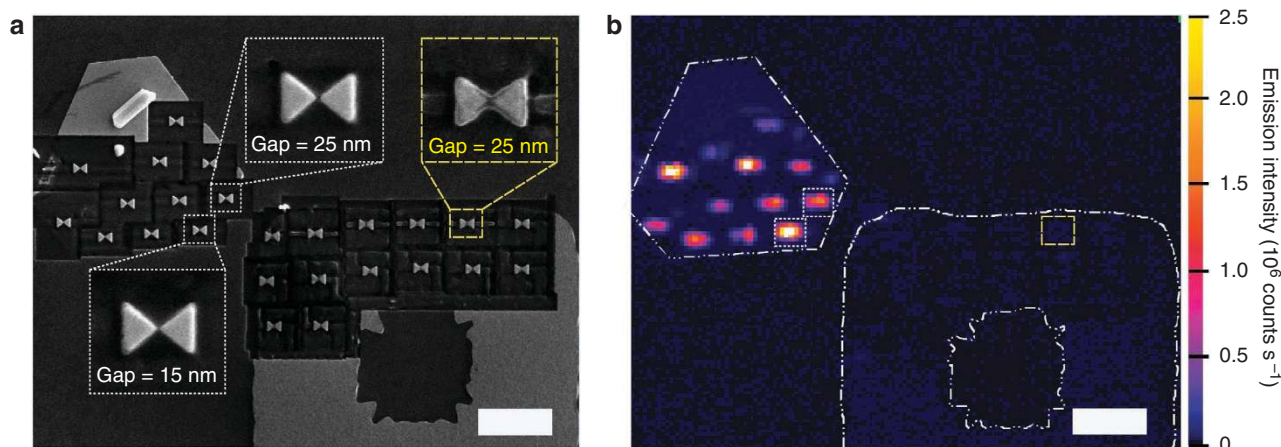 a
Gap = 25 nm
Gap = 25 nm
Gap = 15 nm
b
2.5
2.0
1.5
1.0
0.5
0
Emission intensity (10⁶ counts s⁻¹)